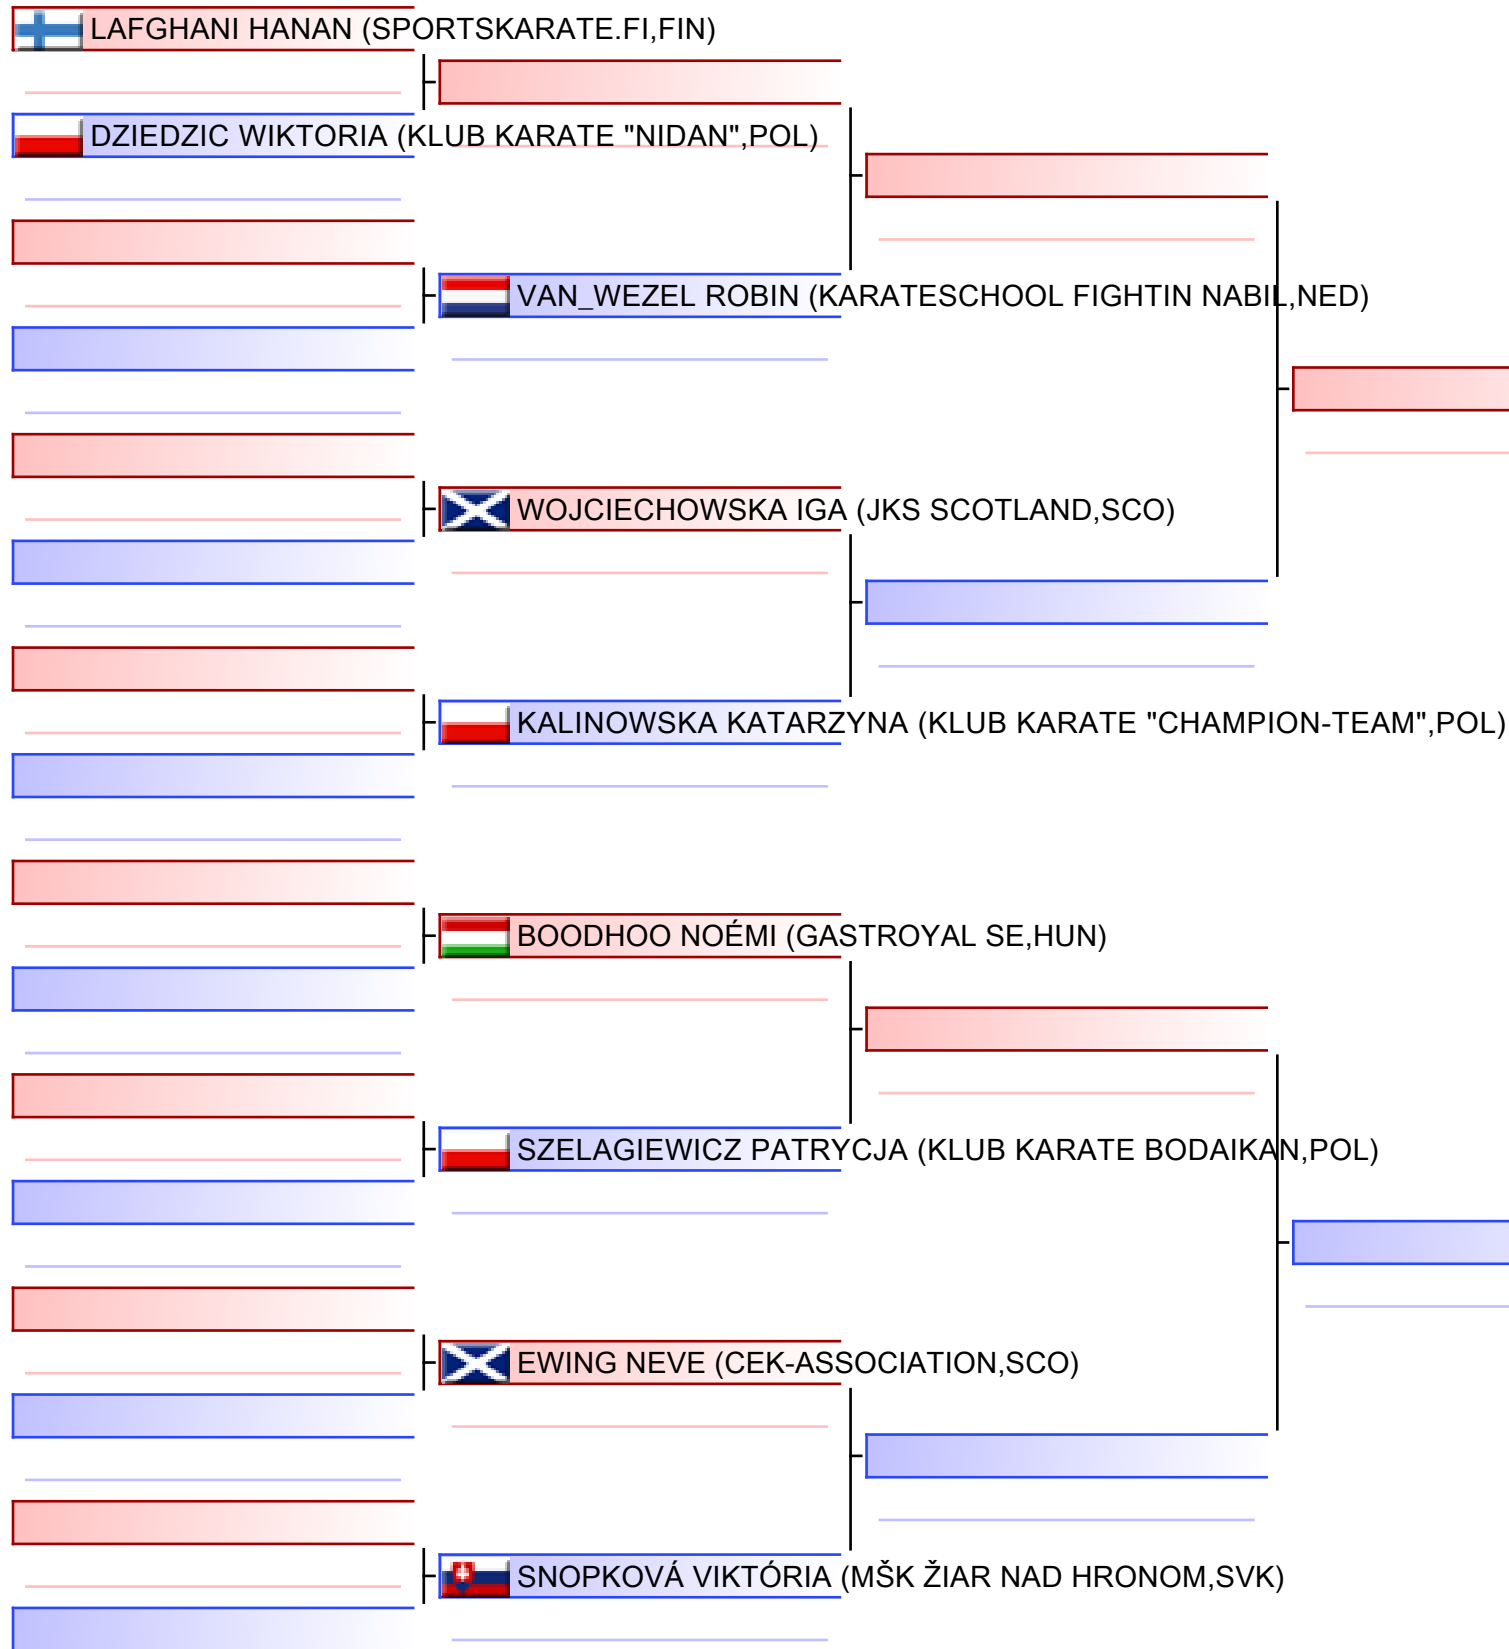 LAFGHANI HANAN (SPORTSKARATE.FI,FIN)
DZIEDZIC WIKTORIA (KLUB KARATE "NIDAN",POL)
VAN_WEZEL ROBIN (KARATESCHOOL FIGHTIN NABIL,NED)
WOJCIECHOWSKA IGA (JKS SCOTLAND,SCO)
KALINOWSKA KATARZYNA (KLUB KARATE "CHAMPION-TEAM",POL)
BOODHOO NOÉMI (GASTROYAL SE,HUN)
SZELAGIEWICZ PATRYCJA (KLUB KARATE BODAIKAN,POL)
EWING NEVE (CEK-ASSOCIATION,SCO)
SNOPKOVÁ VIKTÓRIA (MŠK ŽIAR NAD HRONOM,SVK)